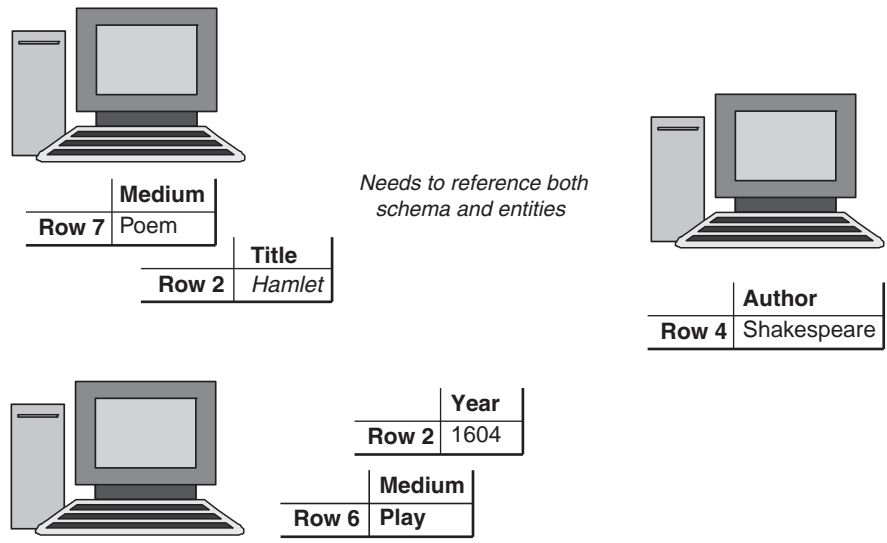 Medium
Row 7 Poem
Title
Row 2 Hamlet
Needs to reference both
schema and entities
Author
Row 4 Shakespeare
Year
Row 2 1604
Medium
Row 6 Play